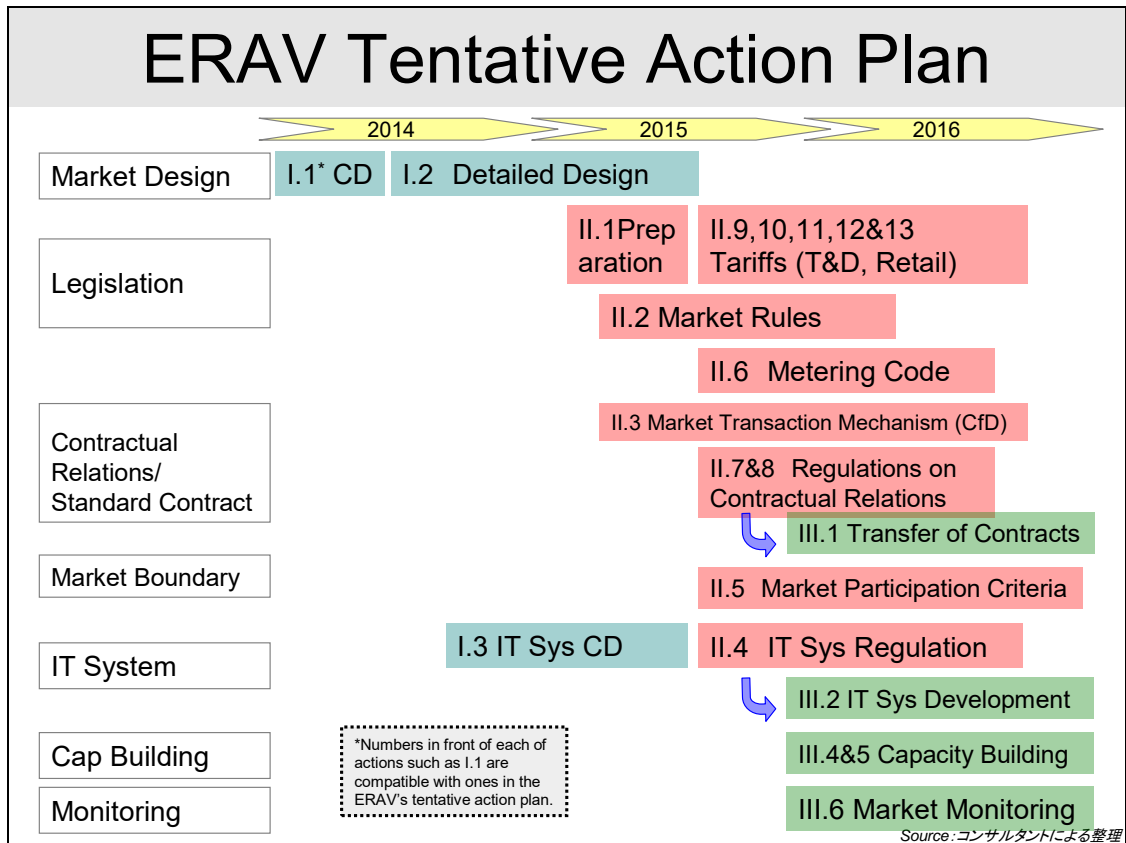 ERAV Tentative Action Plan
2014
2015
2016
Market Design
I.1* CD
I.2 Detailed Design
Legislation
II.1Prep
aration
II.9,10,11,12&13
Tariffs (T&D, Retail)
II.2 Market Rules
II.6 Metering Code
Contractual
Relations/
Standard Contract
II.3 Market Transaction Mechanism (CfD)
II.7&8 Regulations on
Contractual Relations
III.1 Transfer of Contracts
Market Boundary
II.5 Market Participation Criteria
IT System
I.3 IT Sys CD
II.4 IT Sys Regulation
III.2 IT Sys Development
Cap Building
III.4&5 Capacity Building
Monitoring
III.6 Market Monitoring
*Numbers in front of each of
actions such as I.1 are
compatible with ones in the
ERAV's tentative action plan.
Source:コンサルタントによる整理